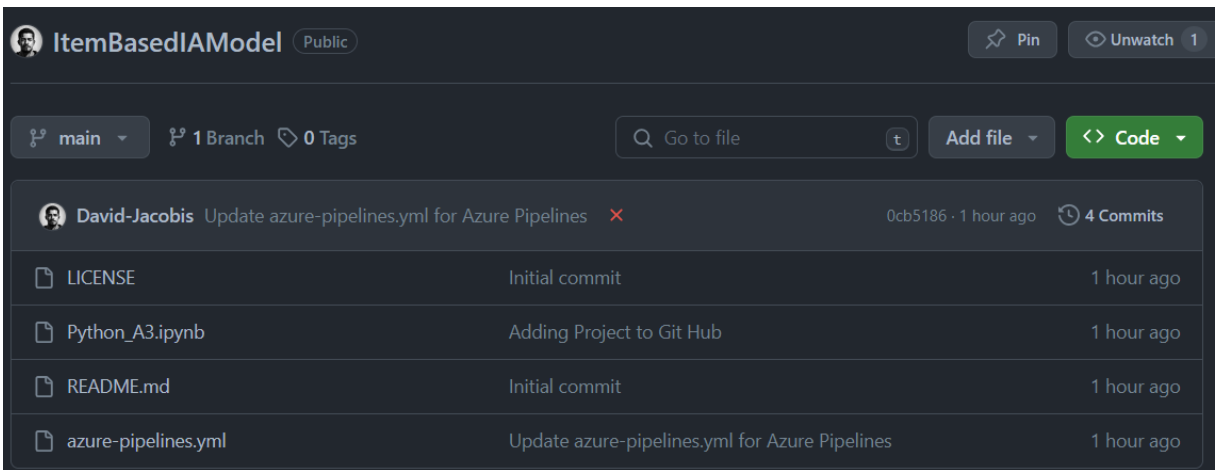 ItemBasedIAModel Public Pin Unwatch 1
main 1 Branch 0 Tags Go to file t Add file Code
David-Jacobis Update azure-pipelines.yml for Azure Pipelines 0cb5186 · 1 hour ago 4 Commits
LICENSE Initial commit 1 hour ago
Python_A3.ipynb Adding Project to Git Hub 1 hour ago
README.md Initial commit 1 hour ago
azure-pipelines.yml Update azure-pipelines.yml for Azure Pipelines 1 hour ago